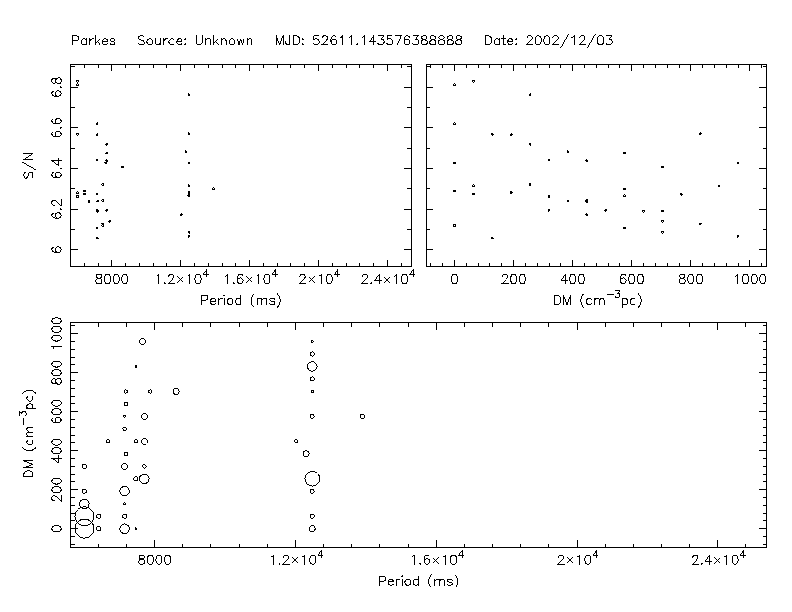 Parkes Source: Unknown MJD: 52611.143576388888 Date: 2002/12/03
S/N
6.8
6.6
6.4
6.2
6
8000 1.2×10⁴ 1.6×10⁴ 2×10⁴ 2.4×10⁴
Period (ms)
0 200 400 600 800 1000
DM (cm⁻³pc)
DM (cm⁻³pc)
1000
800
600
400
200
0
8000 1.2×10⁴ 1.6×10⁴ 2×10⁴ 2.4×10⁴
Period (ms)